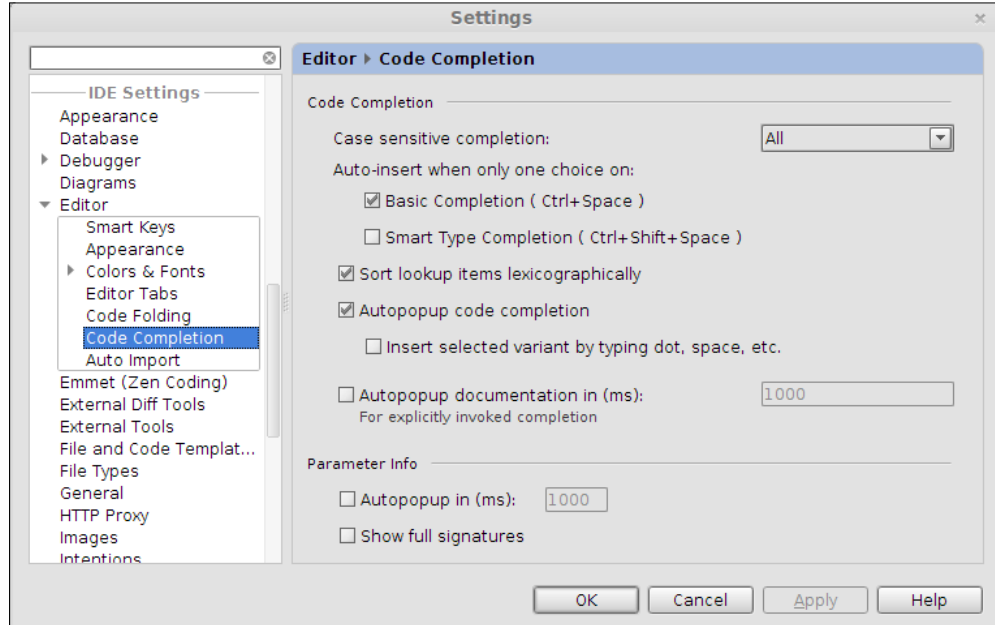 Settings
IDE Settings
Appearance
Database
Debugger
Diagrams
Editor
Smart Keys
Appearance
Colors & Fonts
Editor Tabs
Code Folding
Code Completion
Auto Import
Emmet (Zen Coding)
External Diff Tools
External Tools
File and Code Templat...
File Types
General
HTTP Proxy
Images
Intentions
Editor Code Completion
Code Completion
Case sensitive completion: All
Auto-insert when only one choice on:
Basic Completion ( Ctrl+Space )
Smart Type Completion ( Ctrl+Shift+Space )
Sort lookup items lexicographically
Autopopup code completion
Insert selected variant by typing dot, space, etc.
Autopopup documentation in (ms): 1000
For explicitly invoked completion
Parameter Info
Autopopup in (ms): 1000
Show full signatures
OK Cancel Apply Help